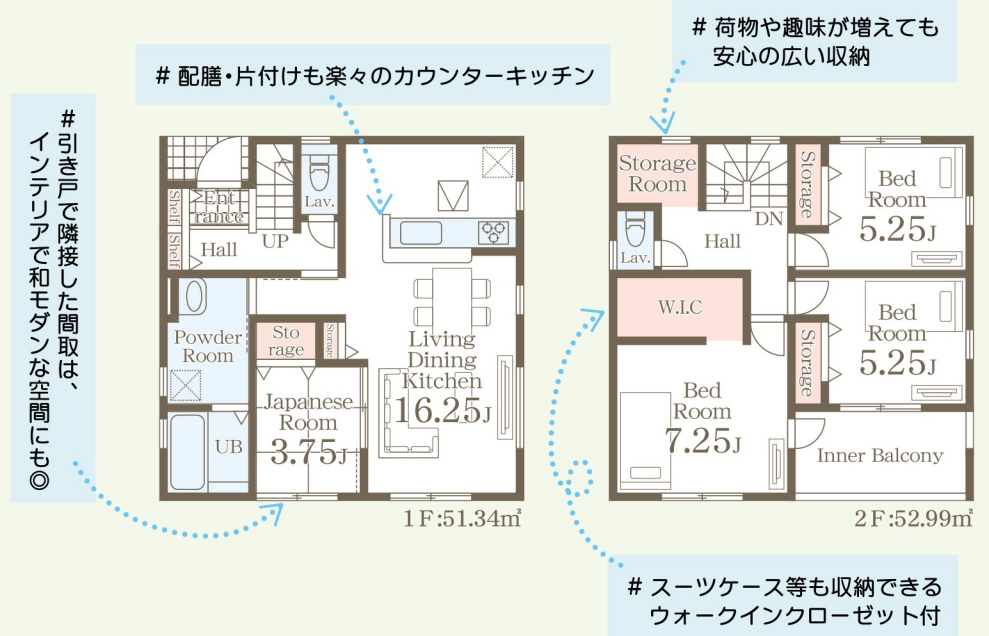 # 荷物や趣味が増えても
安心の広い収納
# 配膳・片付けも楽々のカウンターキッチン
# 引き戸で隣接した間取は、
インテリアで和モダンな空間にも◎
Shelf
Shelf
Ent
rance
Hall
UP
Lav.
Powder
Room
UB
Sto
rage
Storage
Japanese
Room
3.75J
Living
Dining
Kitchen
16.25J
1F:51.34㎡
Storage
Room
Lav.
Hall
DN
Storage
Bed
Room
5.25J
W.I.C
Bed
Room
7.25J
Storage
Bed
Room
5.25J
Inner Balcony
2F:52.99㎡
# スーツケース等も収納できる
ウォークインクローゼット付